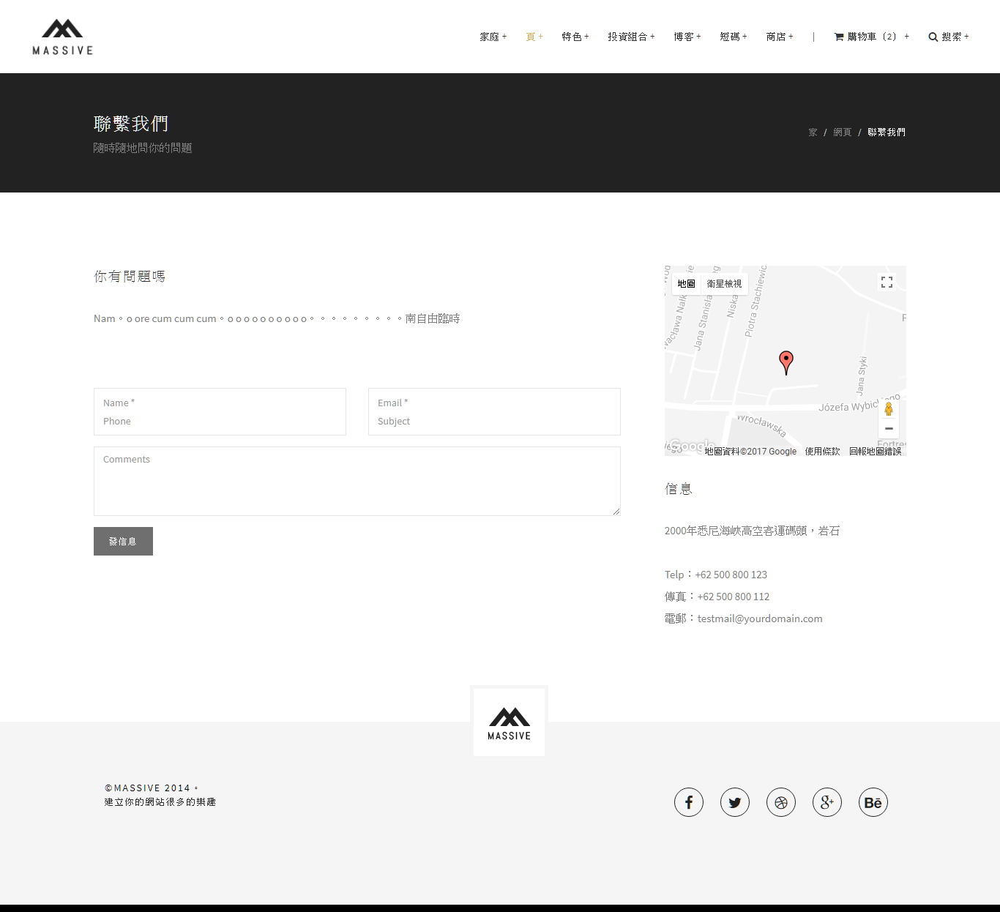 MASSIVE
家庭 + 頁 + 特色 + 投資組合 + 博客 + 短碼 + 商店 + | 購物車（2） + 搜索 +
聯繫我們
隨時隨地問你的問題
家 / 網頁 / 聯繫我們
你有問題嗎
Nam。o ore cum cum cum。o o o o o o o o o o。。。。。。。。。南自由臨時
Name *
Email *
Phone
Subject
Comments
發信息
地圖 衛星檢視
Wacława Nałk
Jana Stanisła
Niska
Piotra Stachiewic
Jana Styki
Józefa Wybickiego
Wrocławska
Fortres
Google
地圖資料©2017 Google 使用條款 回報地圖錯誤
信息
2000年悉尼海峽高空客運碼頭，岩石
Telp：+62 500 800 123
傳真：+62 500 800 112
電郵：testmail@yourdomain.com
MASSIVE
©MASSIVE 2014。
建立你的網站很多的樂趣
Bē